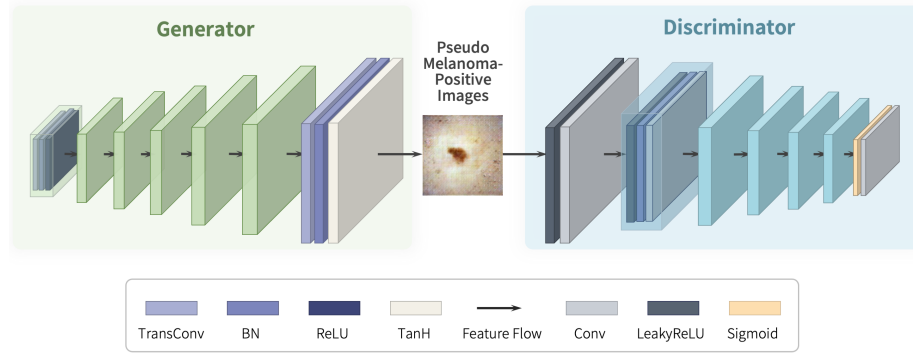 Generator
Discriminator
Pseudo
Melanoma-
Positive
Images
TransConv
BN
ReLU
TanH
Feature Flow
Conv
LeakyReLU
Sigmoid